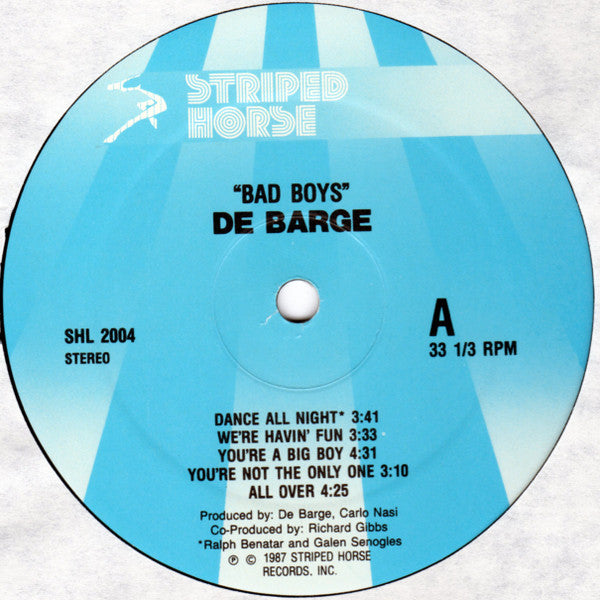 STRIPED
HORSE
"BAD BOYS"
DE BARGE
SHL 2004
STEREO
A
33 1/3 RPM
DANCE ALL NIGHT* 3:41
WE'RE HAVIN' FUN 3:33
YOU'RE A BIG BOY 4:31
YOU'RE NOT THE ONLY ONE 3:10
ALL OVER 4:25
Produced by: De Barge, Carlo Nasi
Co-Produced by: Richard Gibbs
*Ralph Benatar and Galen Senogles
℗ © 1987 STRIPED HORSE
RECORDS, INC.